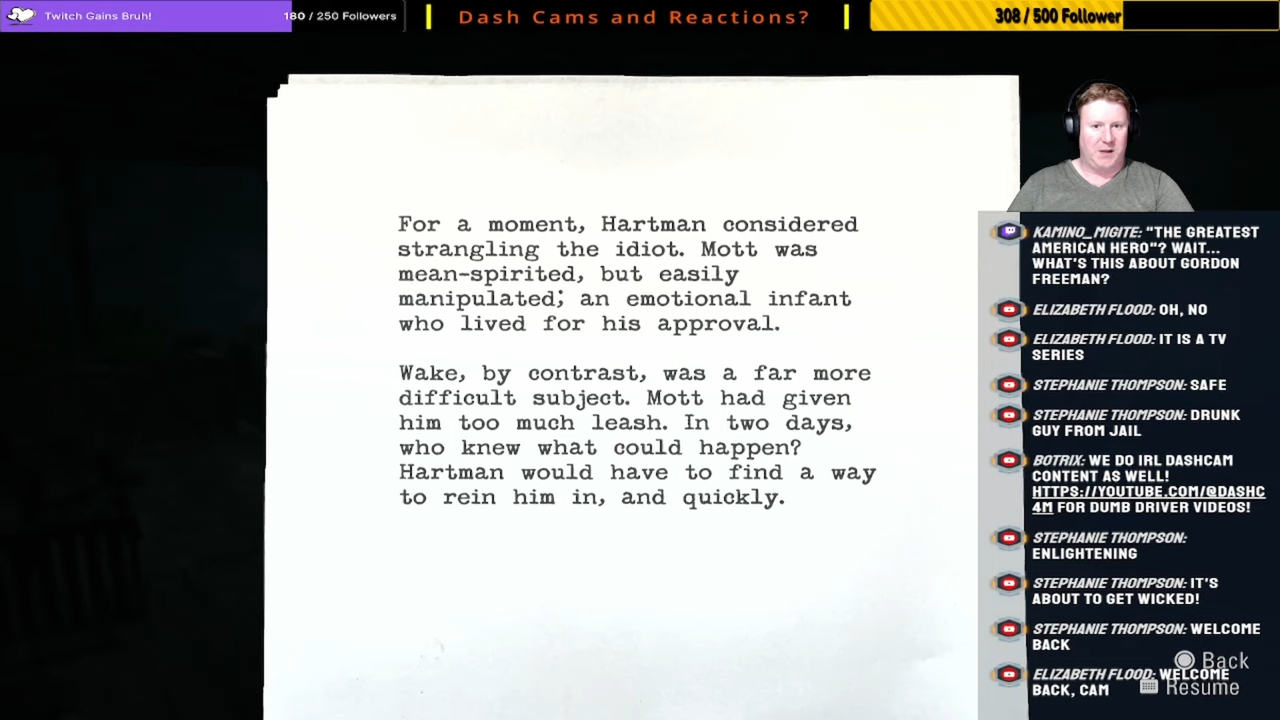 Twitch Gains Bruh!
180 / 250 Followers
Dash Cams and Reactions?
308 / 500 Follower
For a moment, Hartman considered
strangling the idiot. Mott was
mean-spirited, but easily
manipulated; an emotional infant
who lived for his approval.
Wake, by contrast, was a far more
difficult subject. Mott had given
him too much leash. In two days,
who knew what could happen?
Hartman would have to find a way
to rein him in, and quickly.
KAMINO_MIGITE: "THE GREATEST
AMERICAN HERO"? WAIT...
WHAT'S THIS ABOUT GORDON
FREEMAN?
ELIZABETH FLOOD: OH, NO
ELIZABETH FLOOD: IT IS A TV
SERIES
STEPHANIE THOMPSON: SAFE
STEPHANIE THOMPSON: DRUNK
GUY FROM JAIL
BOTRIX: WE DO IRL DASHCAM
CONTENT AS WELL!
HTTPS://YOUTUBE.COM/@DASHC
4M FOR DUMB DRIVER VIDEOS!
STEPHANIE THOMPSON:
ENLIGHTENING
STEPHANIE THOMPSON: IT'S
ABOUT TO GET WICKED!
STEPHANIE THOMPSON: WELCOME
BACK
ELIZABETH FLOOD: WELCOME
BACK, CAM
Back
Resume